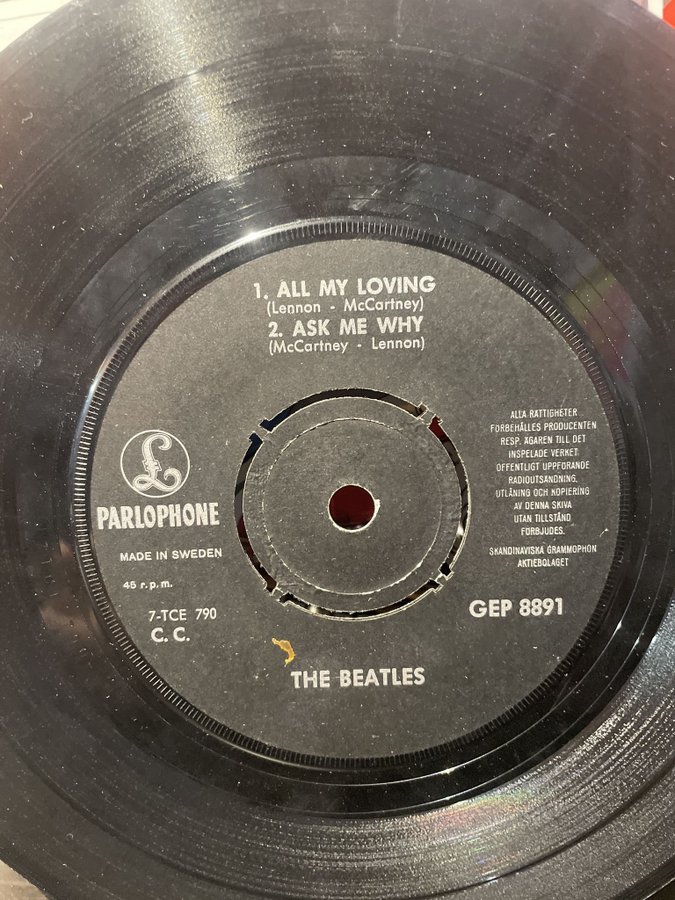 1. ALL MY LOVING
(Lennon - McCartney)
2. ASK ME WHY
(McCartney - Lennon)
£
PARLOPHONE
MADE IN SWEDEN
45 r.p.m.
7-TCE 790
C. C.
ALLA RÄTTIGHETER
FÖRBEHÅLLES PRODUCENTEN
RESP. ÄGAREN TILL DET
INSPELADE VERKET.
OFFENTLIGT UPPFÖRANDE,
RADIOUTSÄNDNING,
UTLÅNING OCH KOPIERING
AV DENNA SKIVA
UTAN TILLSTÅND
FÖRBJUDES.
SKANDINAVISKA GRAMMOPHON
AKTIEBOLAGET
GEP 8891
THE BEATLES